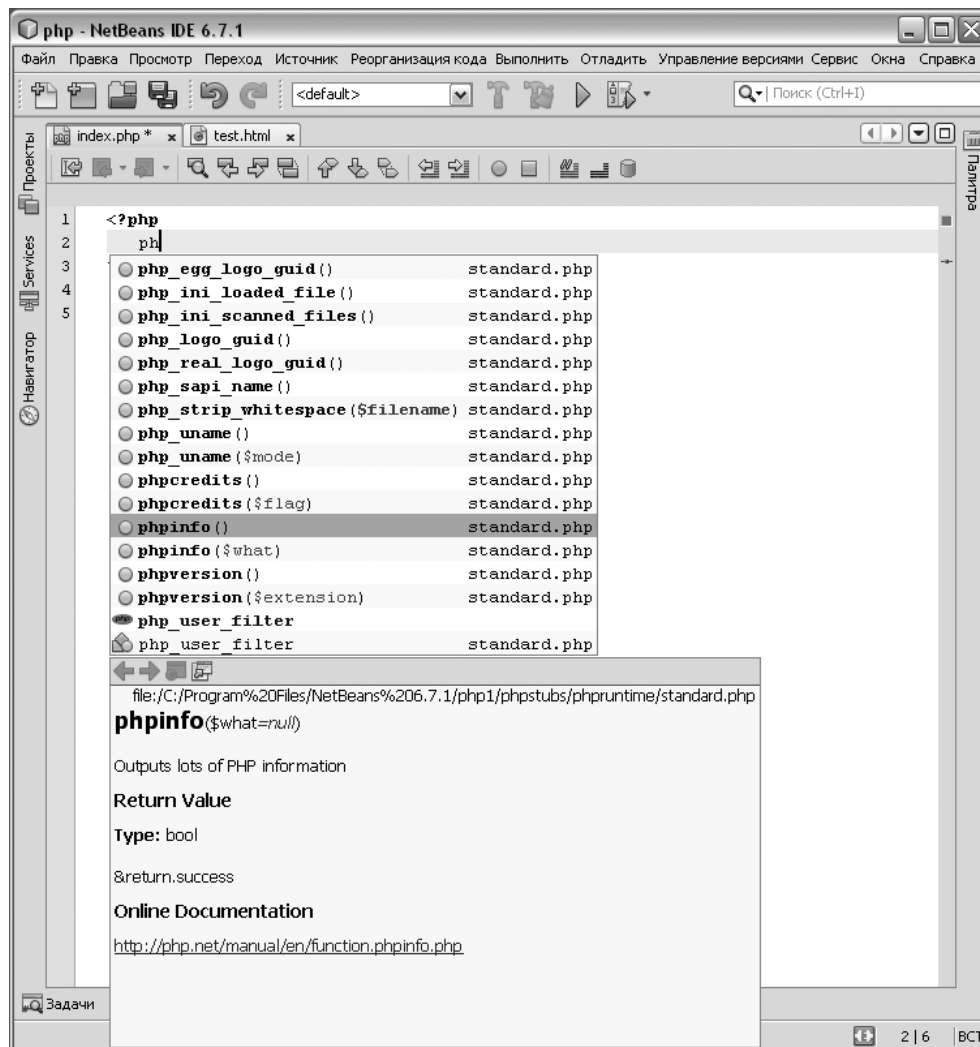 php - NetBeans IDE 6.7.1
Файл Правка Просмотр Переход Источник Реорганизация кода Выполнить Отладить Управление версиями Сервис Окна Справка
<default> Поиск (Ctrl+I)
index.php * x test.html x
Проекты
Services
Навигатор
Палитра
1 <?php
2 ph
3
4
5
php_egg_logo_guid() standard.php
php_ini_loaded_file() standard.php
php_ini_scanned_files() standard.php
php_logo_guid() standard.php
php_real_logo_guid() standard.php
php_sapi_name() standard.php
php_strip_whitespace($filename) standard.php
php_uname() standard.php
php_uname($mode) standard.php
phpcredits() standard.php
phpcredits($flag) standard.php
phpinfo() standard.php
phpinfo($what) standard.php
phpversion() standard.php
phpversion($extension) standard.php
php_user_filter
php_user_filter standard.php
file:/C:/Program%20Files/NetBeans%206.7.1/php1/phpstubs/phpruntime/standard.php
phpinfo($what=null)
Outputs lots of PHP information
Return Value
Type: bool
&return.success
Online Documentation
http://php.net/manual/en/function.phpinfo.php
Задачи
2 | 6 ВСТ